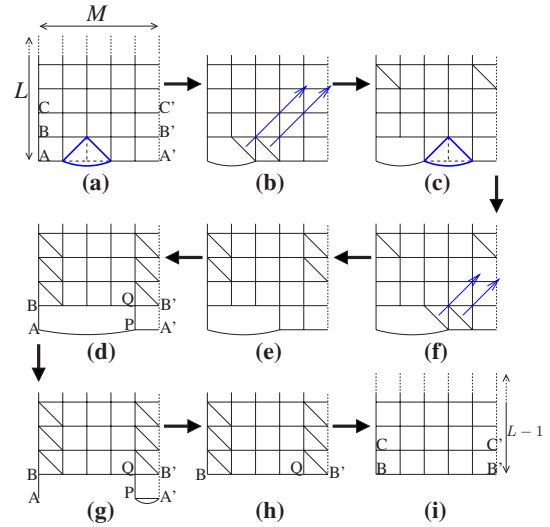 M
L
C C'
B B'
A A'
(a) (b) (c)
B Q B'
A P A'
(d) (e) (f)
B Q B' B Q B' C C' L − 1
A P A' B B'
(g) (h) (i)